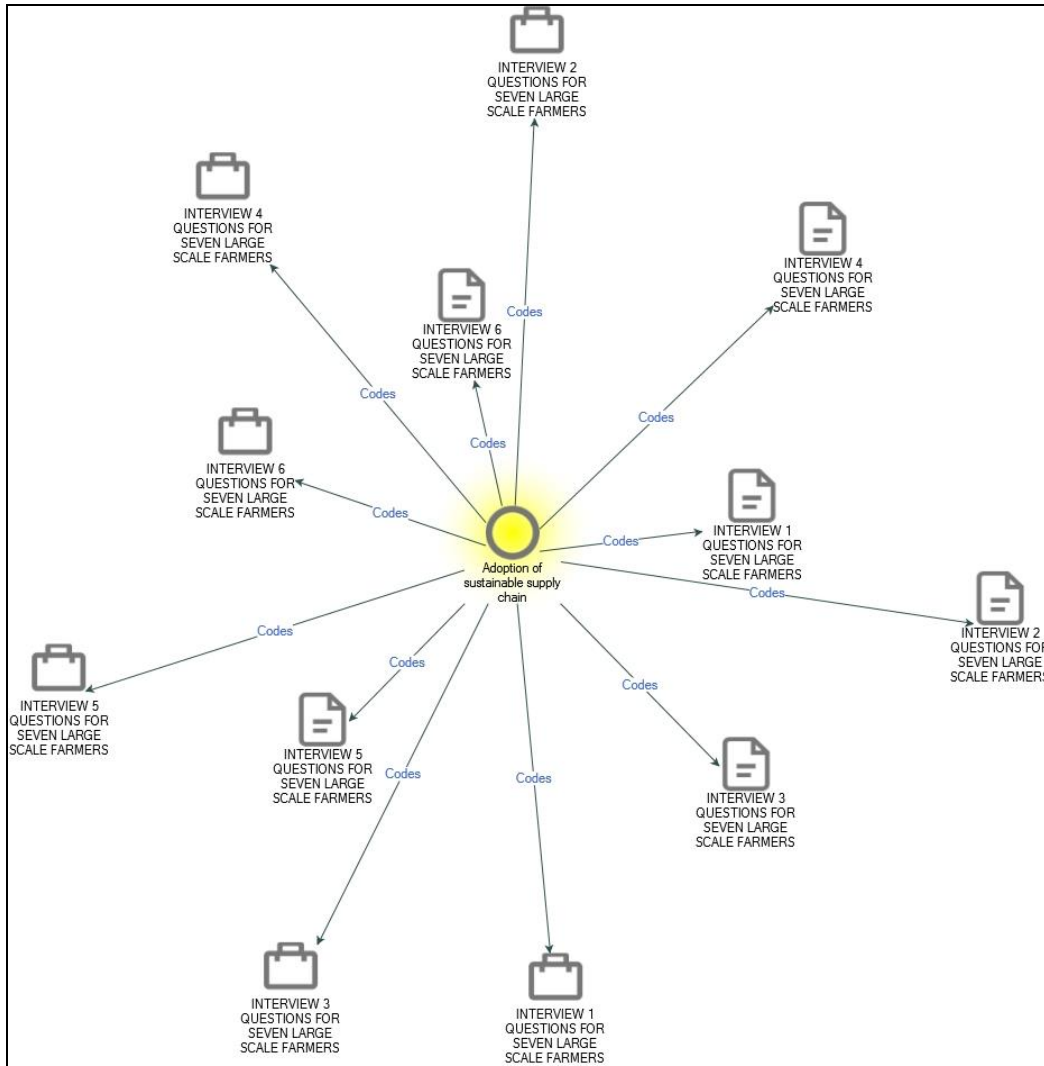 INTERVIEW 2
QUESTIONS FOR
SEVEN LARGE
SCALE FARMERS
INTERVIEW 4
QUESTIONS FOR
SEVEN LARGE
SCALE FARMERS
INTERVIEW 4
QUESTIONS FOR
SEVEN LARGE
SCALE FARMERS
Codes
INTERVIEW 6
QUESTIONS FOR
SEVEN LARGE
SCALE FARMERS
Codes
Codes
Codes
INTERVIEW 6
QUESTIONS FOR
SEVEN LARGE
SCALE FARMERS
Codes
Codes
INTERVIEW 1
QUESTIONS FOR
SEVEN LARGE
SCALE FARMERS
Adoption of
sustainable supply
chain
Codes
INTERVIEW 2
QUESTIONS FOR
SEVEN LARGE
SCALE FARMERS
Codes
Codes
Codes
INTERVIEW 5
QUESTIONS FOR
SEVEN LARGE
SCALE FARMERS
INTERVIEW 5
QUESTIONS FOR
SEVEN LARGE
SCALE FARMERS
Codes
Codes
INTERVIEW 3
QUESTIONS FOR
SEVEN LARGE
SCALE FARMERS
INTERVIEW 3
QUESTIONS FOR
SEVEN LARGE
SCALE FARMERS
INTERVIEW 1
QUESTIONS FOR
SEVEN LARGE
SCALE FARMERS